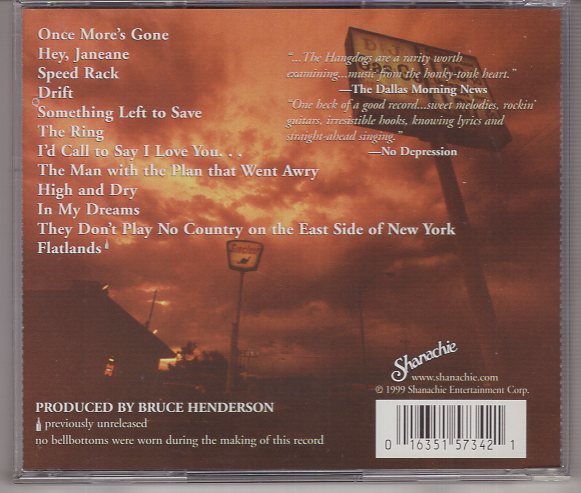 Once More's Gone
Hey, Janeane
Speed Rack
Drift
Something Left to Save
The Ring
I'd Call to Say I Love You. . .
The Man with the Plan that Went Awry
High and Dry
In My Dreams
They Don't Play No Country on the East Side of New York
Flatlands
"...The Hangdogs are a rarity worth
examining...music from the honky-tonk heart."
—The Dallas Morning News
"One heck of a good record...sweet melodies, rockin'
guitars, irresistible hooks, knowing lyrics and
straight-ahead singing."
—No Depression
Sinclair
PRODUCED BY BRUCE HENDERSON
previously unreleased
no bellbottoms were worn during the making of this record
Shanachie
www.shanachie.com
℗ 1999 Shanachie Entertainment Corp.
0 16351 57342 1